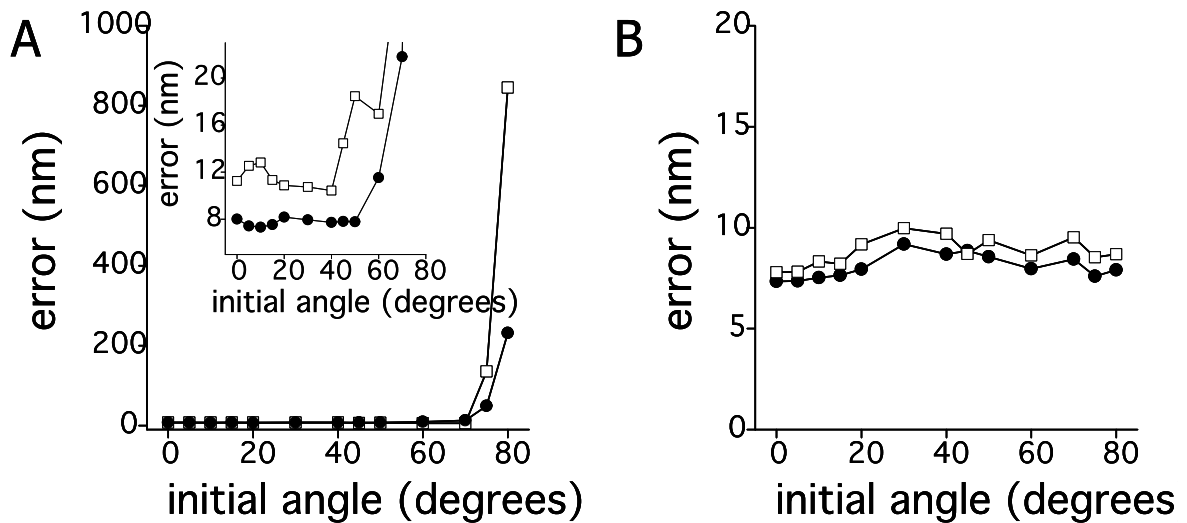 A
B
1000
800
600
400
200
0
error (nm)
0 20 40 60 80
initial angle (degrees)
20
16
12
8
error (nm)
0 20 40 60 80
initial angle (degrees)
20
15
10
5
0
error (nm)
0 20 40 60 80
initial angle (degrees